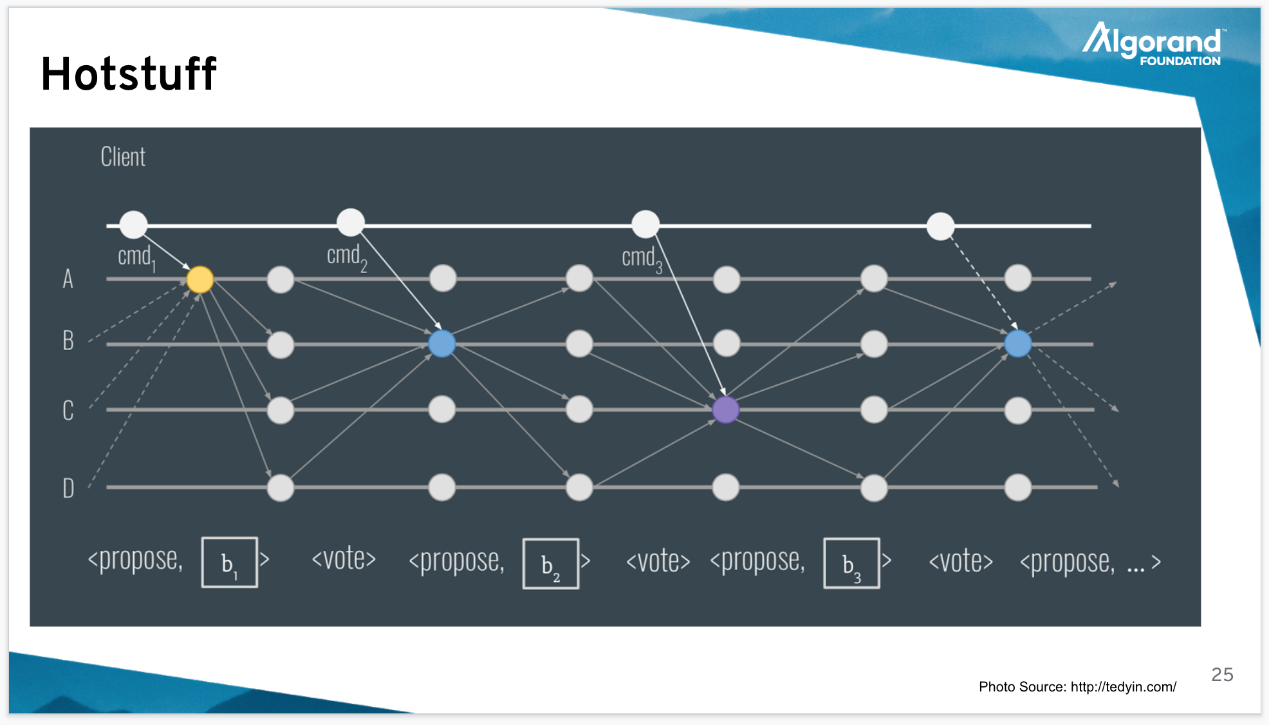 Hotstuff
Algorand™
FOUNDATION
Client
cmd1
cmd2
cmd3
A
B
C
D
<propose, b1> <vote> <propose, b2> <vote> <propose, b3> <vote> <propose, ... >
25
Photo Source: http://tedyin.com/